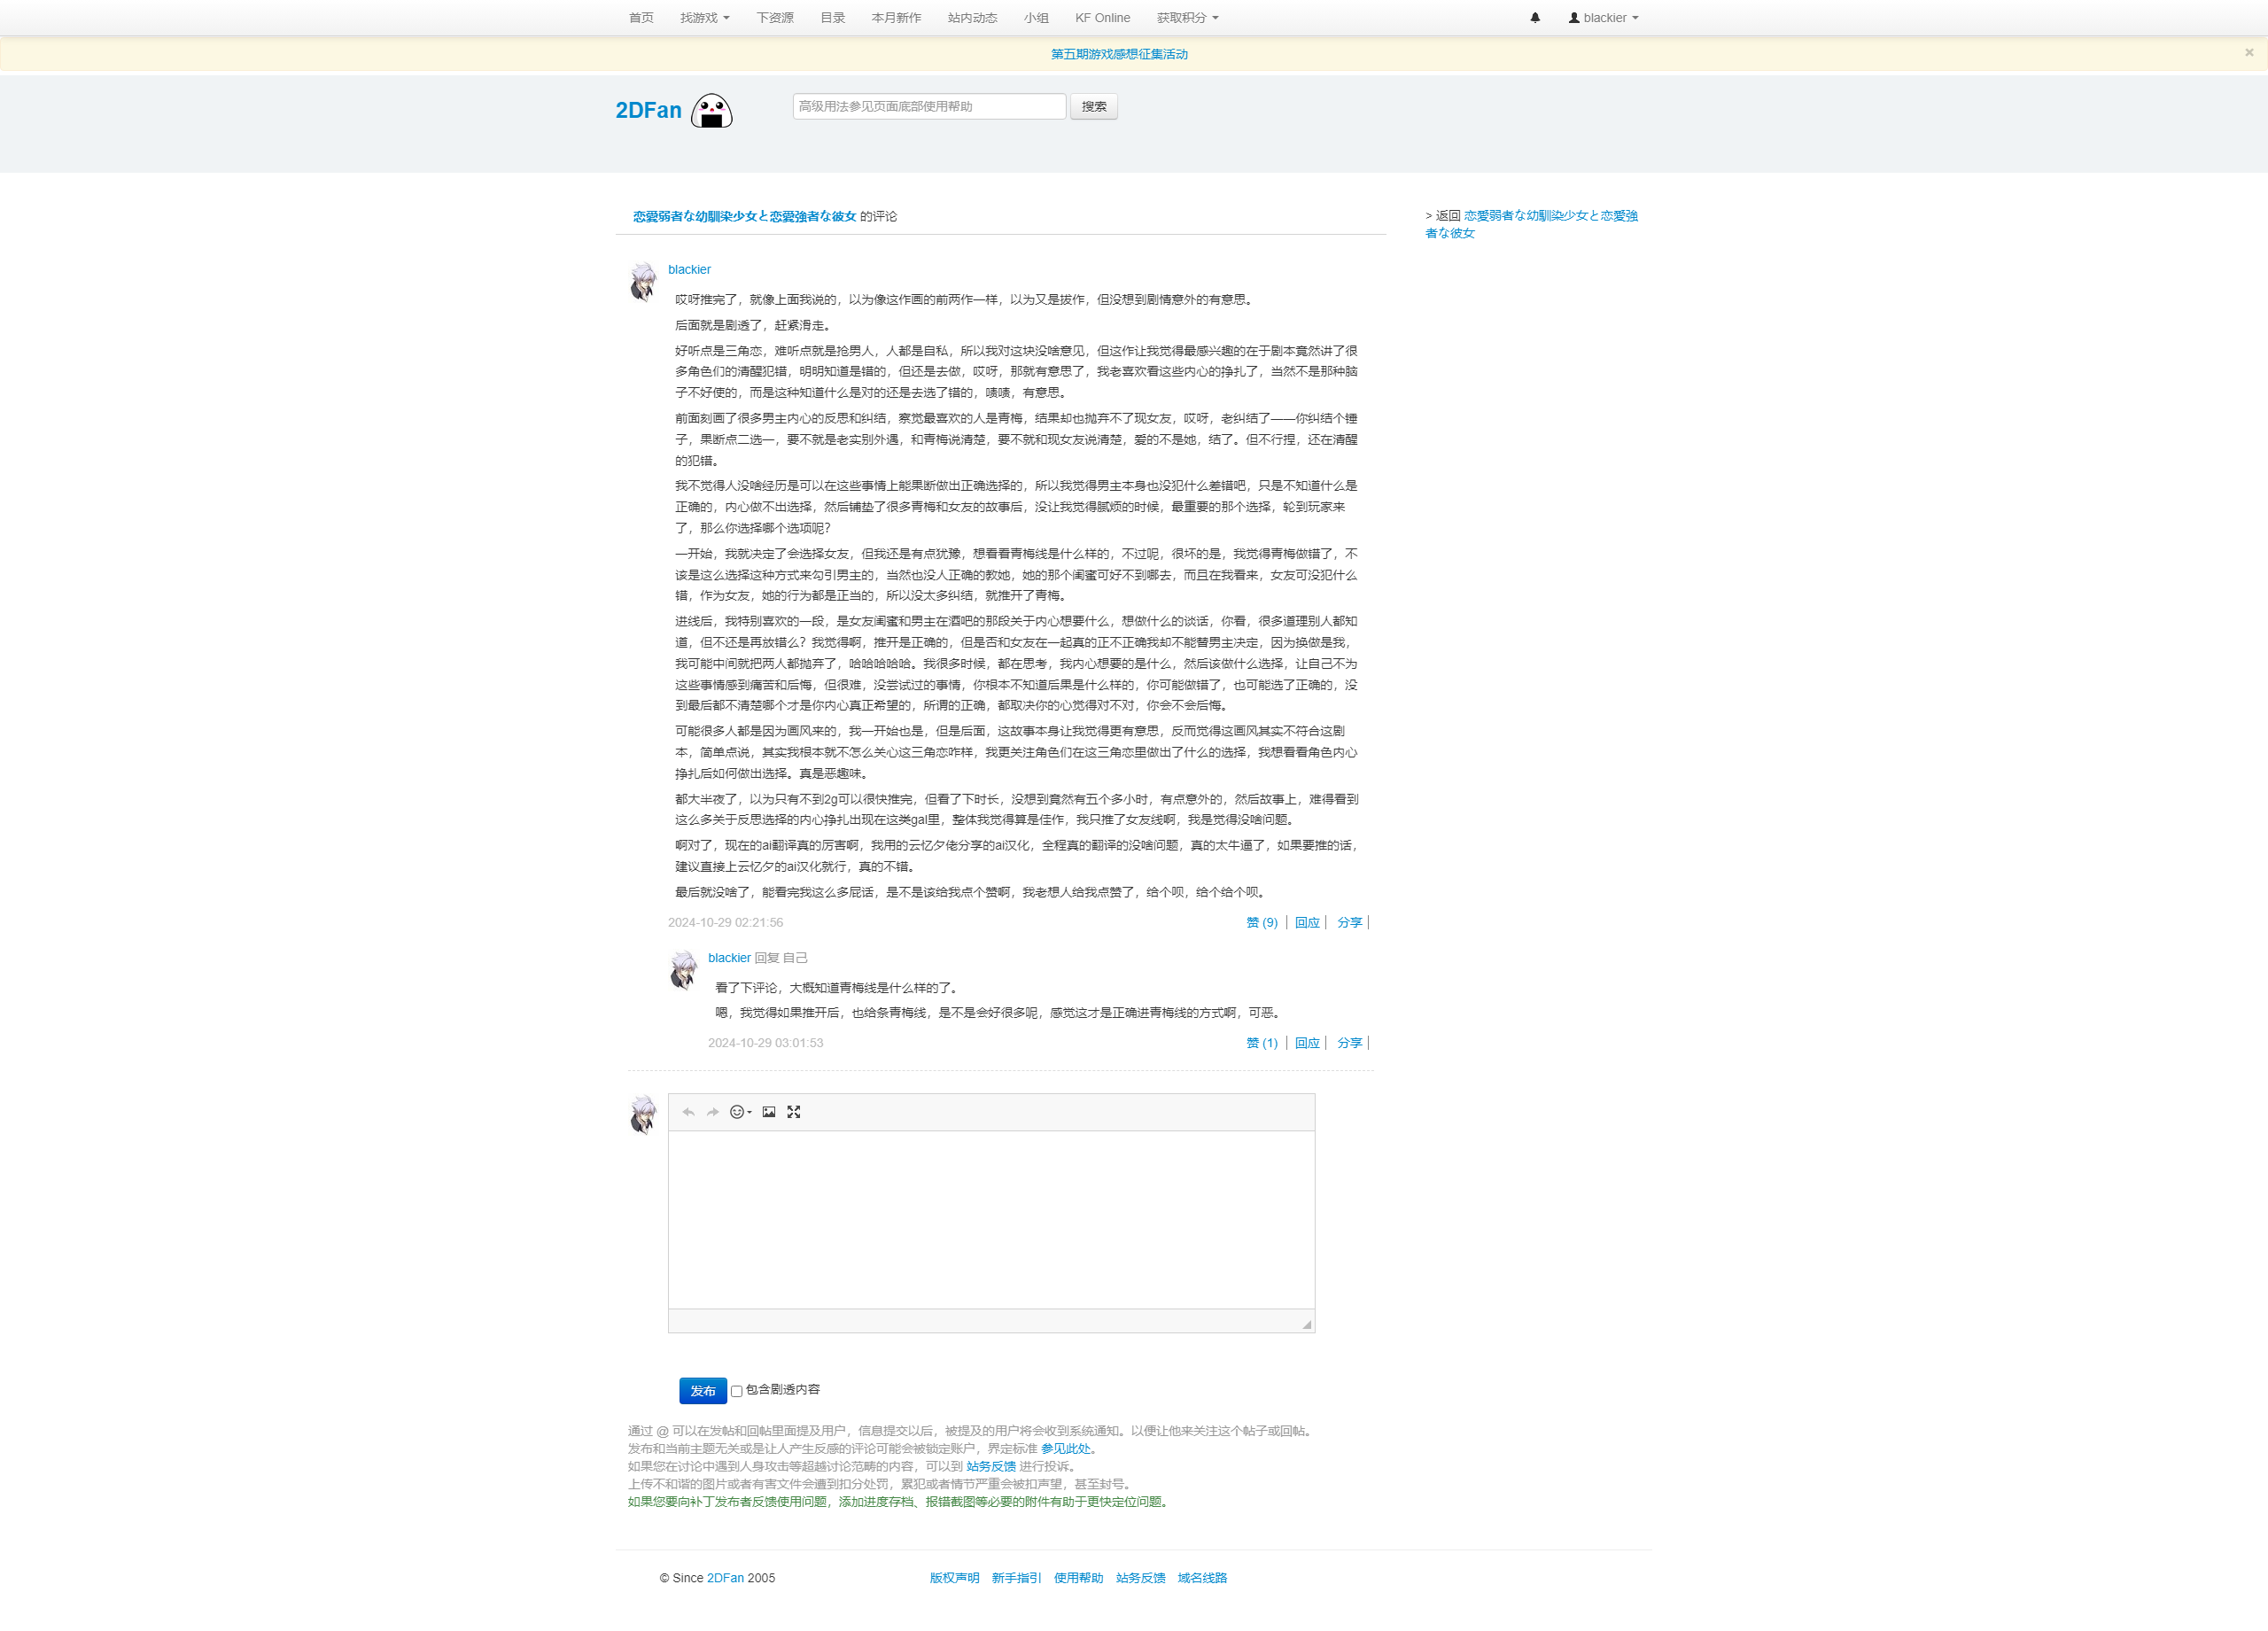 首页 找游戏 下资源 目录 本月新作 站内动态 小组 KF Online 获取积分 blackier
第五期游戏感想征集活动 ×
2DFan 高级用法参见页面底部使用帮助 搜索
恋愛弱者な幼馴染少女と恋愛強者な彼女 的评论
> 返回 恋愛弱者な幼馴染少女と恋愛強
者な彼女
blackier
哎呀推完了，就像上面我说的，以为像这作画的前两作一样，以为又是拔作，但没想到剧情意外的有意思。
后面就是剧透了，赶紧滑走。
好听点是三角恋，难听点就是抢男人，人都是自私，所以我对这块没啥意见，但这作让我觉得最感兴趣的在于剧本竟然讲了很
多角色们的清醒犯错，明明知道是错的，但还是去做，哎呀，那就有意思了，我老喜欢看这些内心的挣扎了，当然不是那种脑
子不好使的，而是这种知道什么是对的还是去选了错的，啧啧，有意思。
前面刻画了很多男主内心的反思和纠结，察觉最喜欢的人是青梅，结果却也抛弃不了现女友，哎呀，老纠结了——你纠结个锤
子，果断点二选一，要不就是老实别外遇，和青梅说清楚，要不就和现女友说清楚，爱的不是她，结了。但不行捏，还在清醒
的犯错。
我不觉得人没啥经历是可以在这些事情上能果断做出正确选择的，所以我觉得男主本身也没犯什么差错吧，只是不知道什么是
正确的，内心做不出选择，然后铺垫了很多青梅和女友的故事后，没让我觉得腻烦的时候，最重要的那个选择，轮到玩家来
了，那么你选择哪个选项呢？
一开始，我就决定了会选择女友，但我还是有点犹豫，想看看青梅线是什么样的，不过呢，很坏的是，我觉得青梅做错了，不
该是这么选择这种方式来勾引男主的，当然也没人正确的教她，她的那个闺蜜可好不到哪去，而且在我看来，女友可没犯什么
错，作为女友，她的行为都是正当的，所以没太多纠结，就推开了青梅。
进线后，我特别喜欢的一段，是女友闺蜜和男主在酒吧的那段关于内心想要什么，想做什么的谈话，你看，很多道理别人都知
道，但不还是再放错么？我觉得啊，推开是正确的，但是否和女友在一起真的正不正确我却不能替男主决定，因为换做是我，
我可能中间就把两人都抛弃了，哈哈哈哈哈。我很多时候，都在思考，我内心想要的是什么，然后该做什么选择，让自己不为
这些事情感到痛苦和后悔，但很难，没尝试过的事情，你根本不知道后果是什么样的，你可能做错了，也可能选了正确的，没
到最后都不清楚哪个才是你内心真正希望的，所谓的正确，都取决你的心觉得对不对，你会不会后悔。
可能很多人都是因为画风来的，我一开始也是，但是后面，这故事本身让我觉得更有意思，反而觉得这画风其实不符合这剧
本，简单点说，其实我根本就不怎么关心这三角恋咋样，我更关注角色们在这三角恋里做出了什么的选择，我想看看角色内心
挣扎后如何做出选择。真是恶趣味。
都大半夜了，以为只有不到2g可以很快推完，但看了下时长，没想到竟然有五个多小时，有点意外的，然后故事上，难得看到
这么多关于反思选择的内心挣扎出现在这类gal里，整体我觉得算是佳作，我只推了女友线啊，我是觉得没啥问题。
啊对了，现在的ai翻译真的厉害啊，我用的云忆夕佬分享的ai汉化，全程真的翻译的没啥问题，真的太牛逼了，如果要推的话，
建议直接上云忆夕的ai汉化就行，真的不错。
最后就没啥了，能看完我这么多屁话，是不是该给我点个赞啊，我老想人给我点赞了，给个呗，给个给个呗。
2024-10-29 02:21:56 赞 (9) | 回应 | 分享 |
blackier 回复 自己
看了下评论，大概知道青梅线是什么样的了。
嗯，我觉得如果推开后，也给条青梅线，是不是会好很多呢，感觉这才是正确进青梅线的方式啊，可恶。
2024-10-29 03:01:53 赞 (1) | 回应 | 分享 |
发布 包含剧透内容
通过 @ 可以在发帖和回帖里面提及用户，信息提交以后，被提及的用户将会收到系统通知。以便让他来关注这个帖子或回帖。
发布和当前主题无关或是让人产生反感的评论可能会被锁定账户，界定标准 参见此处。
如果您在讨论中遇到人身攻击等超越讨论范畴的内容，可以到 站务反馈 进行投诉。
上传不和谐的图片或者有害文件会遭到扣分处罚，累犯或者情节严重会被扣声望，甚至封号。
如果您要向补丁发布者反馈使用问题，添加进度存档、报错截图等必要的附件有助于更快定位问题。
© Since 2DFan 2005 版权声明 新手指引 使用帮助 站务反馈 域名线路